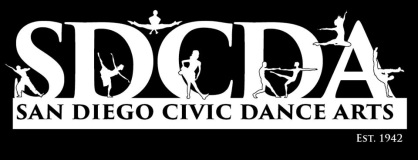 SDCDA
SAN DIEGO CIVIC DANCE ARTS
EST. 1942